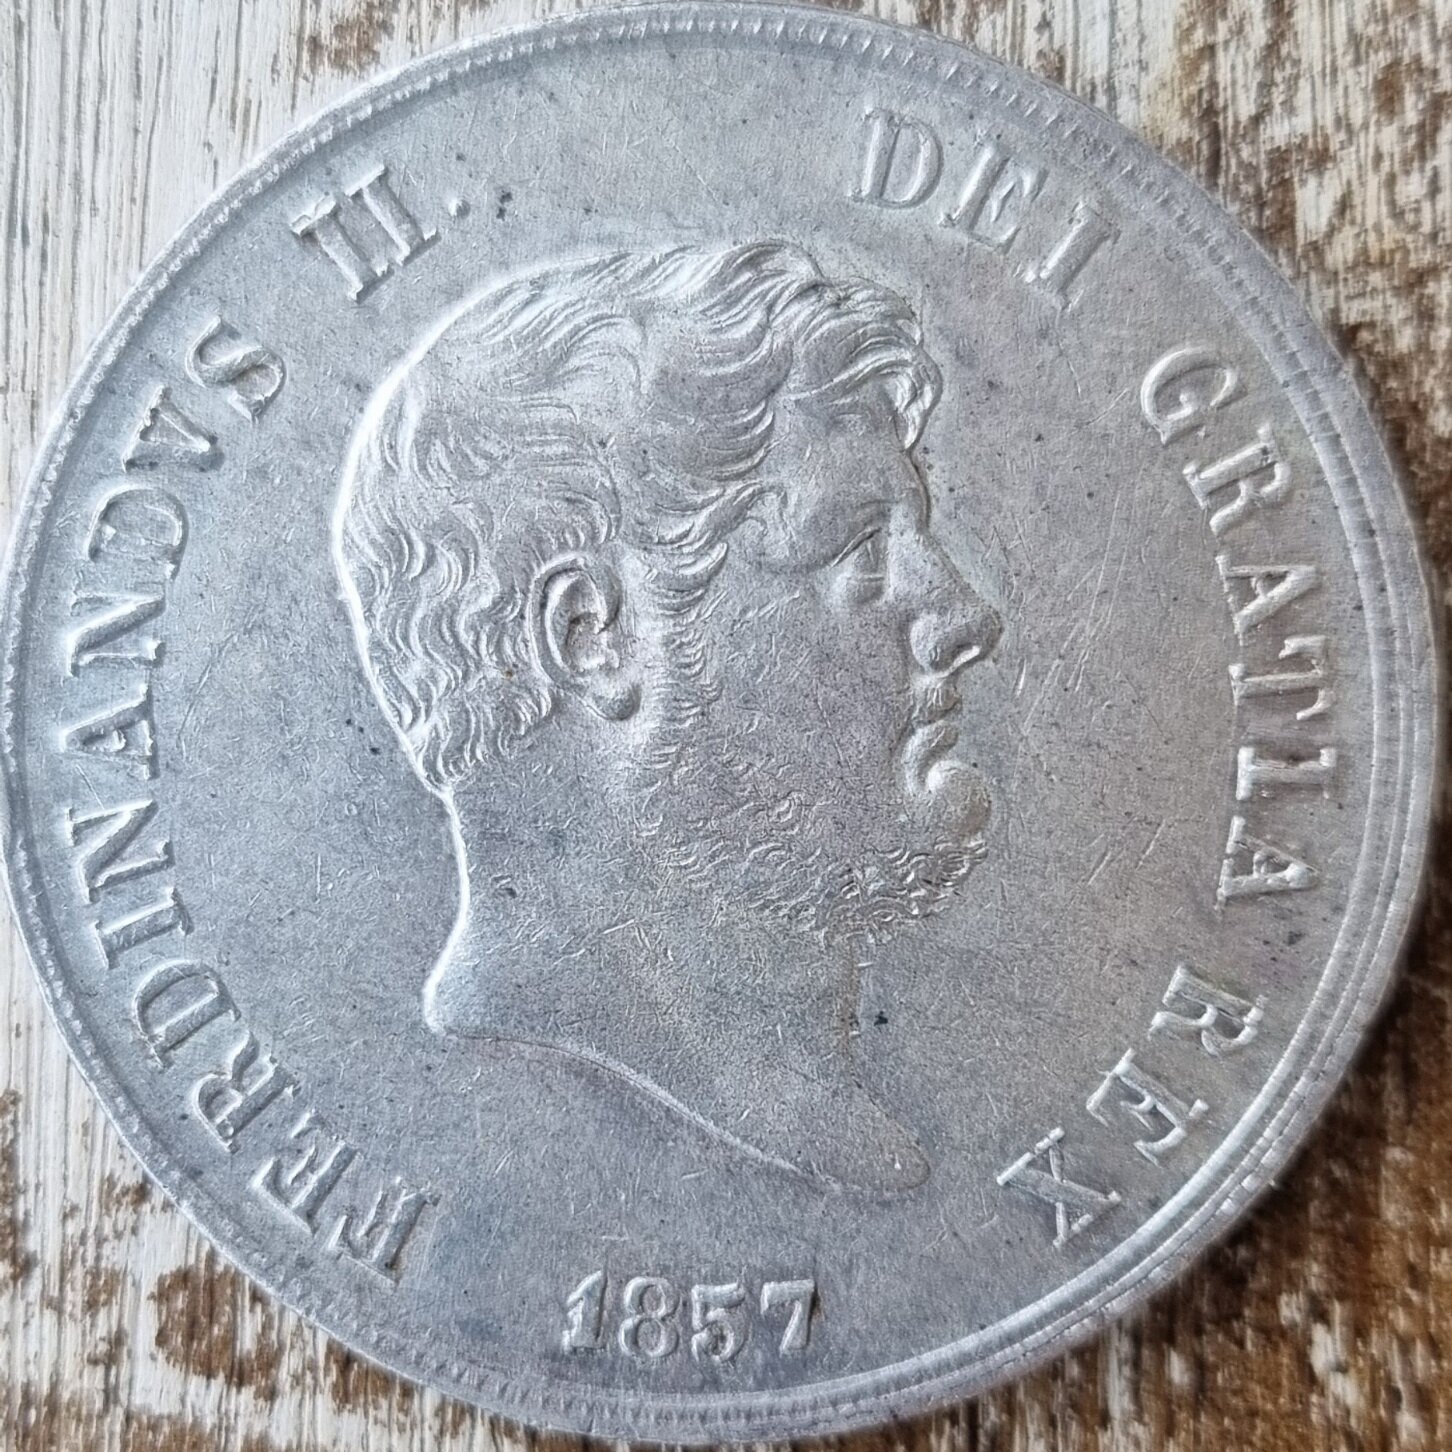 FERDINANDVS II. DEI GRATIA REX
1857